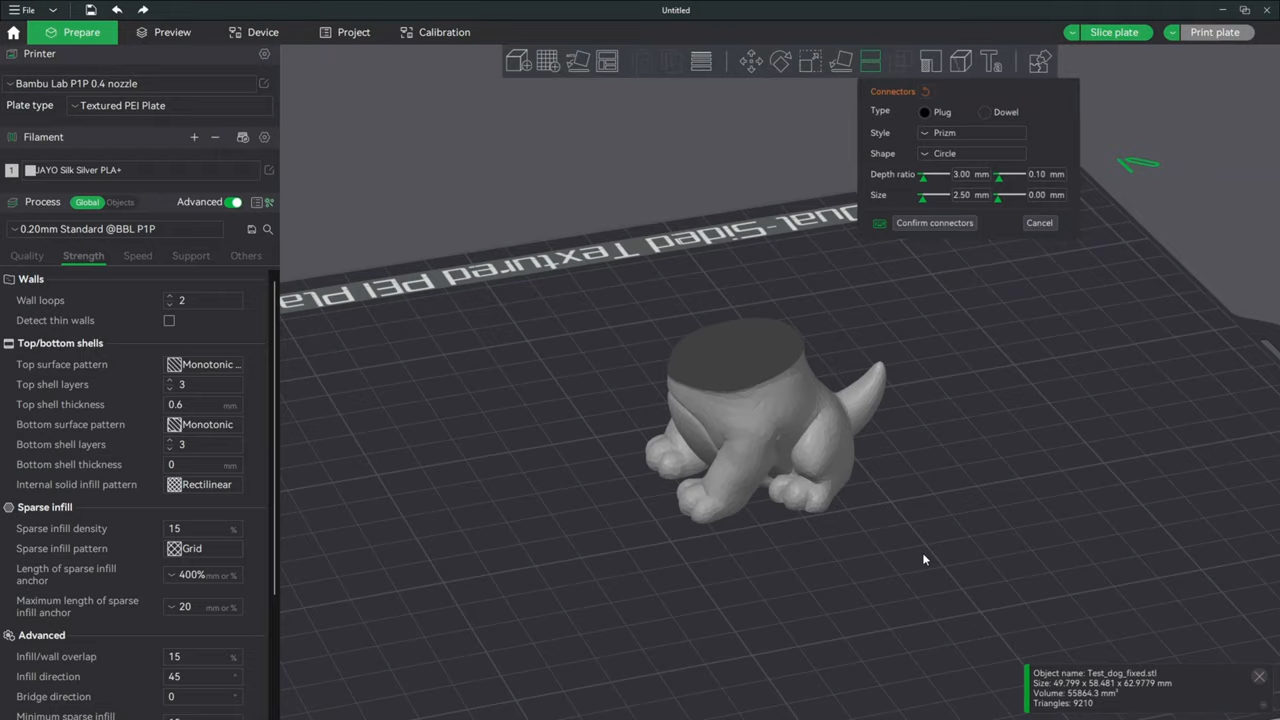 File
Untitled
Prepare
Preview
Device
Project
Calibration
Slice plate
Print plate
Printer
Bambu Lab P1P 0.4 nozzle
Plate type
Textured PEI Plate
Filament
1
JAYO Silk Silver PLA+
Process
Global
Objects
Advanced
0.20mm Standard @BBL P1P
Quality
Strength
Speed
Support
Others
Walls
Wall loops
2
Detect thin walls
Top/bottom shells
Top surface pattern
Monotonic ...
Top shell layers
3
Top shell thickness
0.6
mm
Bottom surface pattern
Monotonic
Bottom shell layers
3
Bottom shell thickness
0
mm
Internal solid infill pattern
Rectilinear
Sparse infill
Sparse infill density
15
%
Sparse infill pattern
Grid
Length of sparse infill
anchor
400%
mm or %
Maximum length of sparse
infill anchor
20
mm or %
Advanced
Infill/wall overlap
15
%
Infill direction
45
°
Bridge direction
0
°
Minimum sparse infill
Connectors
Type
Plug
Dowel
Style
Prizm
Shape
Circle
Depth ratio
3.00 mm
0.10 mm
Size
2.50 mm
0.00 mm
Confirm connectors
Cancel
Dual-Sided Textured PEI Pla
Object name: Test_dog_fixed.stl
Size: 49.799 x 58.481 x 62.9779 mm
Volume: 55864.3 mm³
Triangles: 9210